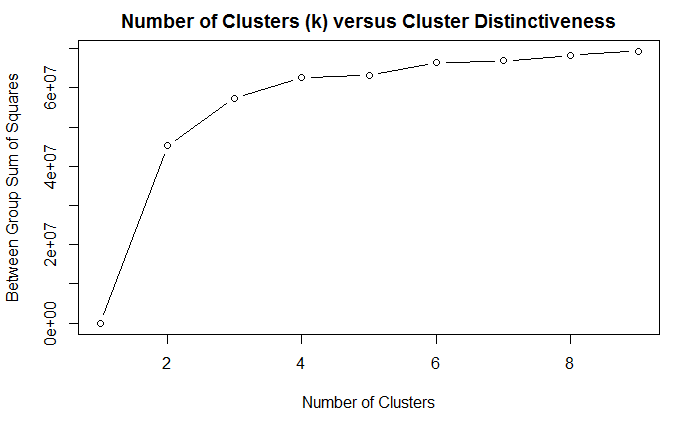 Number of Clusters (k) versus Cluster Distinctiveness
Between Group Sum of Squares
6e+07
4e+07
2e+07
0e+00
2
4
6
8
Number of Clusters